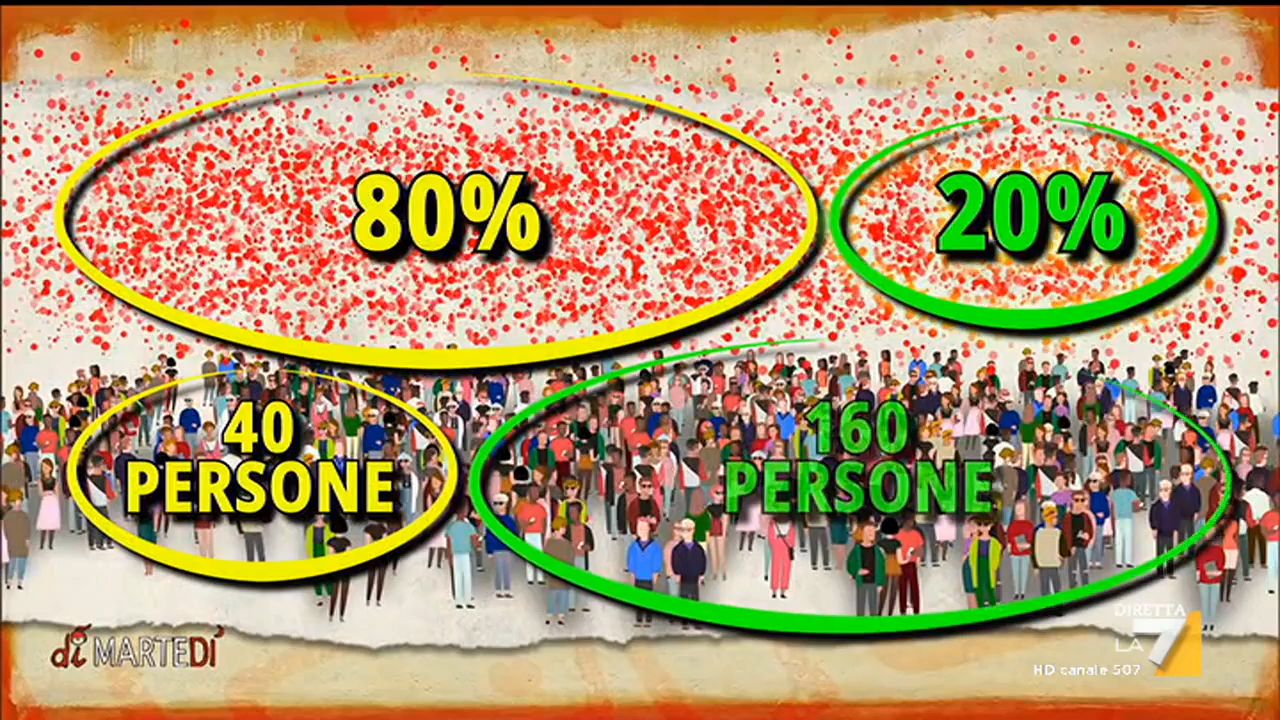 80%
20%
40
PERSONE
160
PERSONE
di MARTEDÌ
DIRETTA
LA 7
HD canale 507